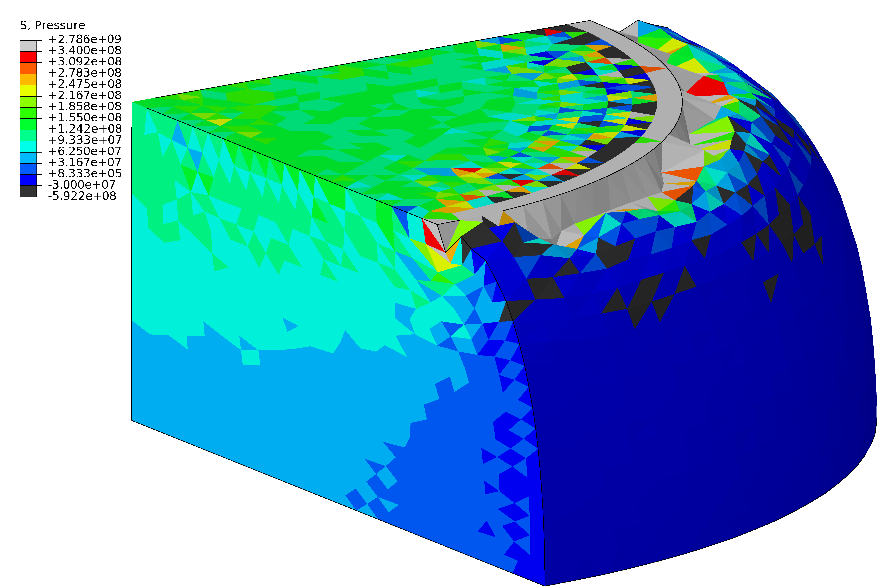 S, Pressure
+2.786e+09
+3.400e+08
+3.092e+08
+2.783e+08
+2.475e+08
+2.167e+08
+1.858e+08
+1.550e+08
+1.242e+08
+9.333e+07
+6.250e+07
+3.167e+07
+8.333e+05
-3.000e+07
-5.922e+08